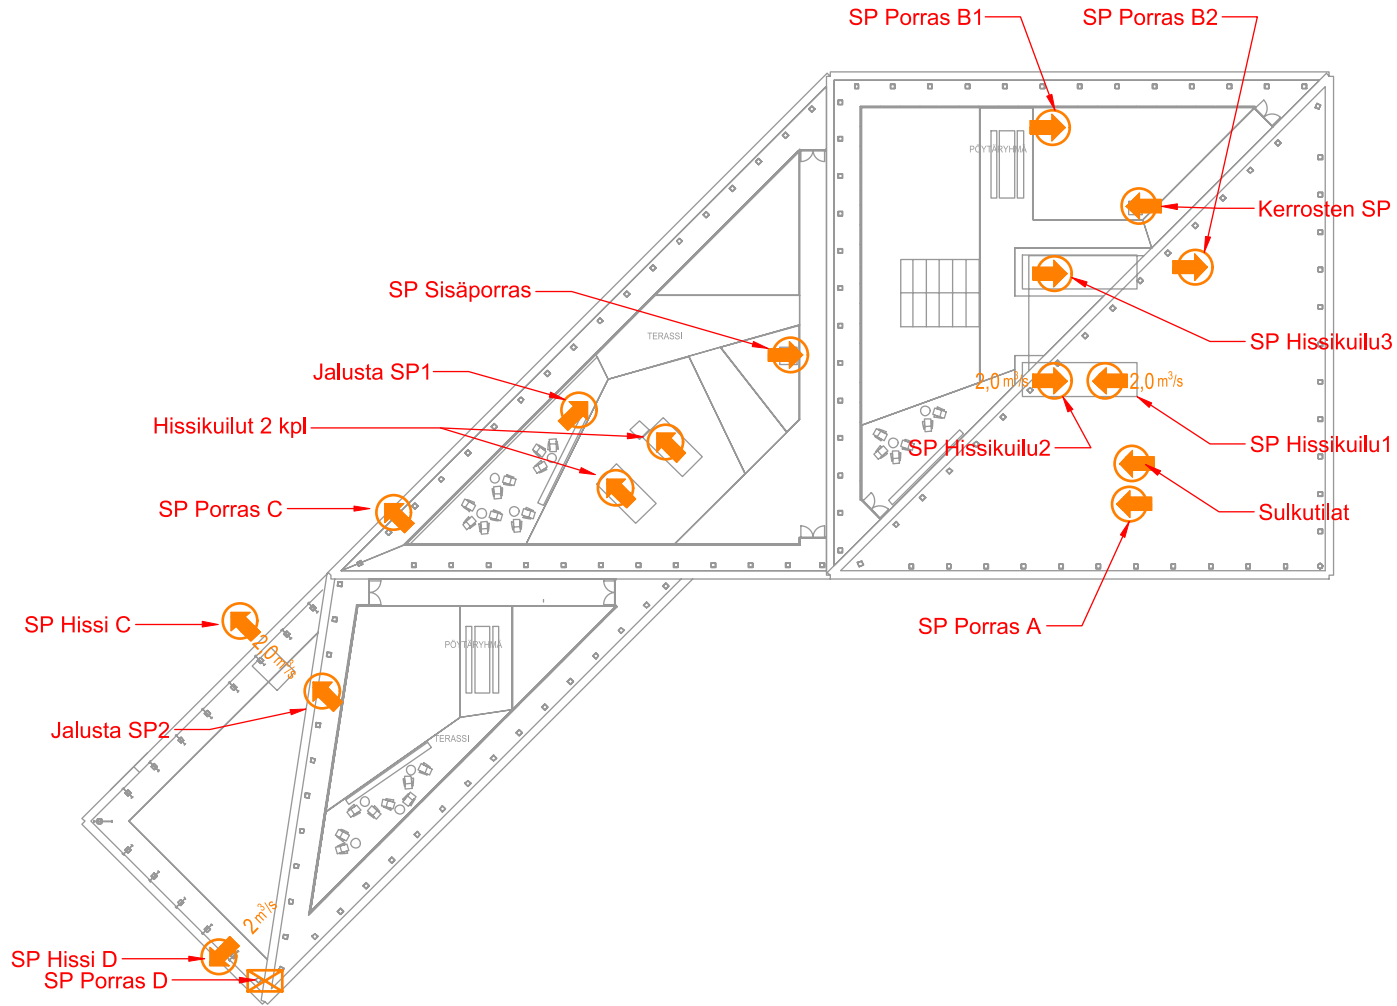 SP Porras B1
SP Porras B2
PÖYTÄRYHMÄ
Kerrosten SP
SP Sisäporras
TERASSI
SP Hissikuilu3
Jalusta SP1
2,0 m³/s
2,0 m³/s
Hissikuilut 2 kpl
SP Hissikuilu2
SP Hissikuilu1
SP Porras C
Sulkutilat
SP Hissi C
SP Porras A
2,0 m³/s
PÖYTÄRYHMÄ
Jalusta SP2
TERASSI
2 m³/s
SP Hissi D
SP Porras D